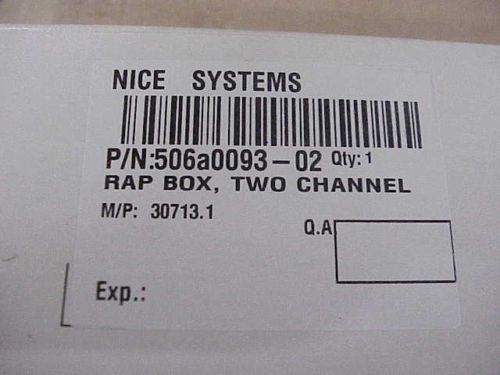 NICE SYSTEMS
P/N:506a0093-02 Qty: 1
RAP BOX, TWO CHANNEL
M/P: 30713.1
Q.A
Exp.: